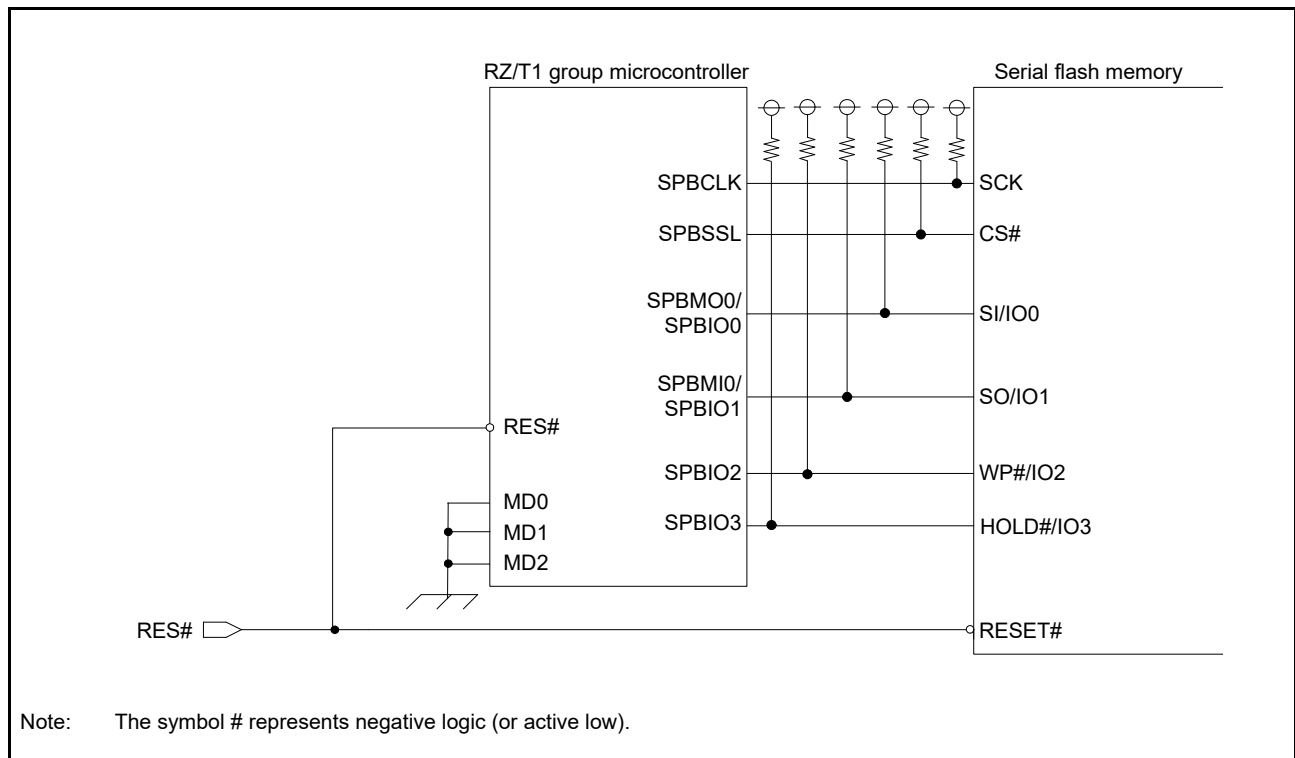 RZ/T1 group microcontroller
Serial flash memory
SPBCLK
SCK
SPBSSL
CS#
SPBMO0/
SPBIO0
SI/IO0
SPBMI0/
SPBIO1
SO/IO1
RES#
SPBIO2
WP#/IO2
MD0
SPBIO3
HOLD#/IO3
MD1
MD2
RES#
RESET#
Note: The symbol # represents negative logic (or active low).